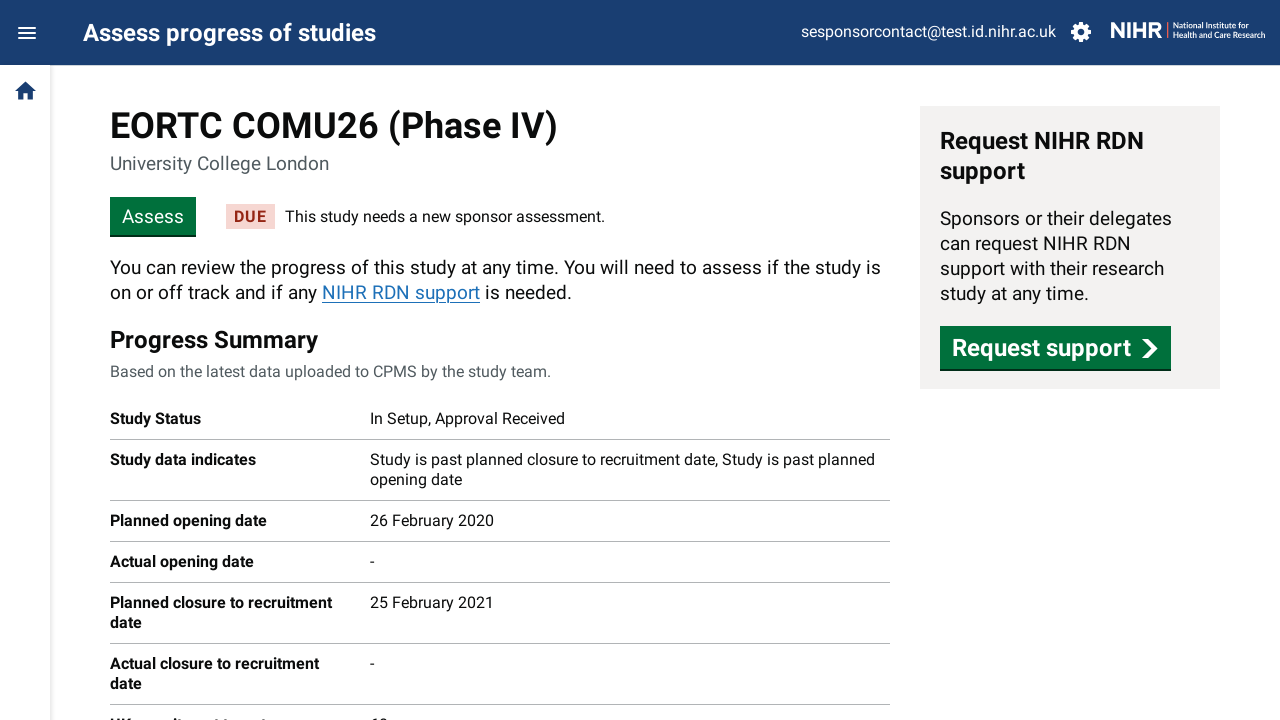 Assess progress of studies
sesponsorcontact@test.id.nihr.ac.uk
NIHR
National Institute for
Health and Care Research
EORTC COMU26 (Phase IV)
University College London
Assess
DUE
This study needs a new sponsor assessment.
You can review the progress of this study at any time. You will need to assess if the study is
on or off track and if any NIHR RDN support is needed.
Progress Summary
Based on the latest data uploaded to CPMS by the study team.
Study Status
In Setup, Approval Received
Study data indicates
Study is past planned closure to recruitment date, Study is past planned
opening date
Planned opening date
26 February 2020
Actual opening date
-
Planned closure to recruitment
date
25 February 2021
Actual closure to recruitment
date
-
Request NIHR RDN
support
Sponsors or their delegates
can request NIHR RDN
support with their research
study at any time.
Request support